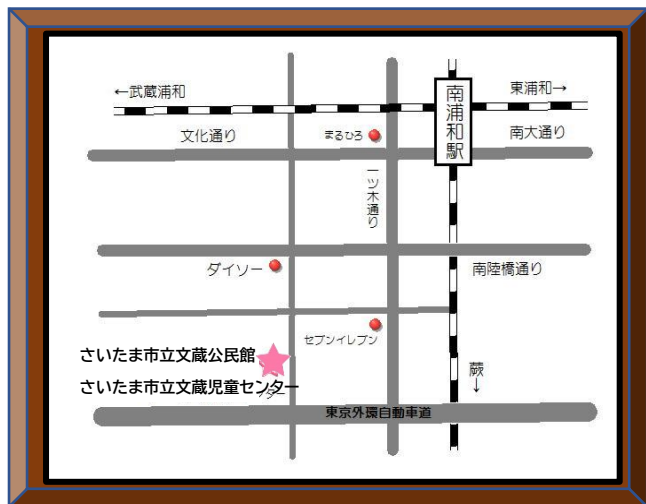 ←武蔵浦和
東浦和→
南浦和駅
文化通り
まるひろ
南大通り
一ツ木通り
ダイソー
南陸橋通り
セブンイレブン
さいたま市立文蔵公民館
さいたま市立文蔵児童センター
蕨
↓
東京外環自動車道